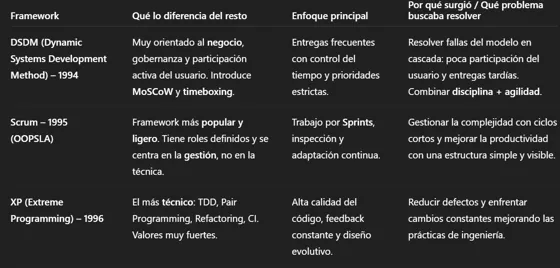 Framework
Qué lo diferencia del resto
Enfoque principal
Por qué surgió / Qué problema
buscaba resolver
DSDM (Dynamic
Systems Development
Method) – 1994
Muy orientado al negocio,
gobernanza y participación
activa del usuario. Introduce
MoSCoW y timeboxing.
Entregas frecuentes
con control del
tiempo y prioridades
estrictas.
Resolver fallas del modelo en
cascada: poca participación del
usuario y entregas tardías.
Combinar disciplina + agilidad.
Scrum – 1995
(OOPSLA)
Framework más popular y
ligero. Tiene roles definidos y se
centra en la gestión, no en la
técnica.
Trabajo por Sprints,
inspección y
adaptación continua.
Gestionar la complejidad con ciclos
cortos y mejorar la productividad
con una estructura simple y visible.
XP (Extreme
Programming) – 1996
El más técnico: TDD, Pair
Programming, Refactoring, CI.
Valores muy fuertes.
Alta calidad del
código, feedback
constante y diseño
evolutivo.
Reducir defectos y enfrentar
cambios constantes mejorando las
prácticas de ingeniería.